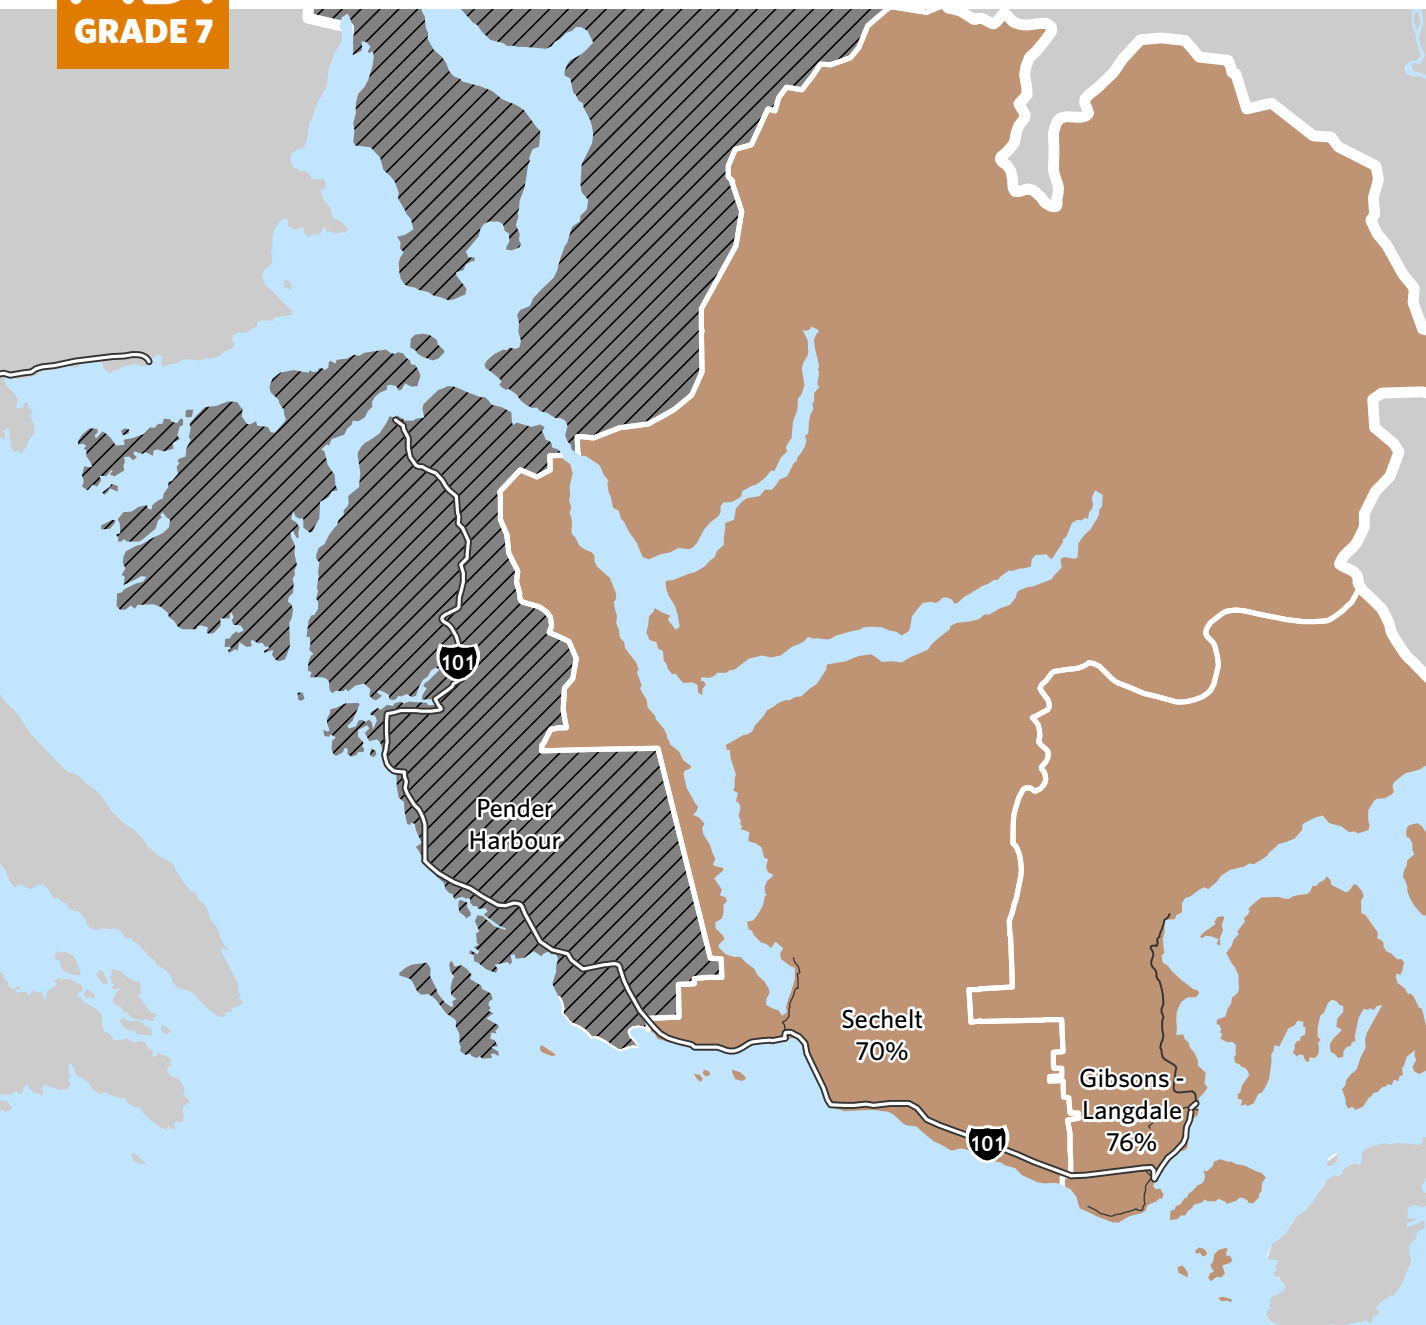 GRADE 7
101
Pender
Harbour
Sechelt
70%
Gibsons -
Langdale
76%
101